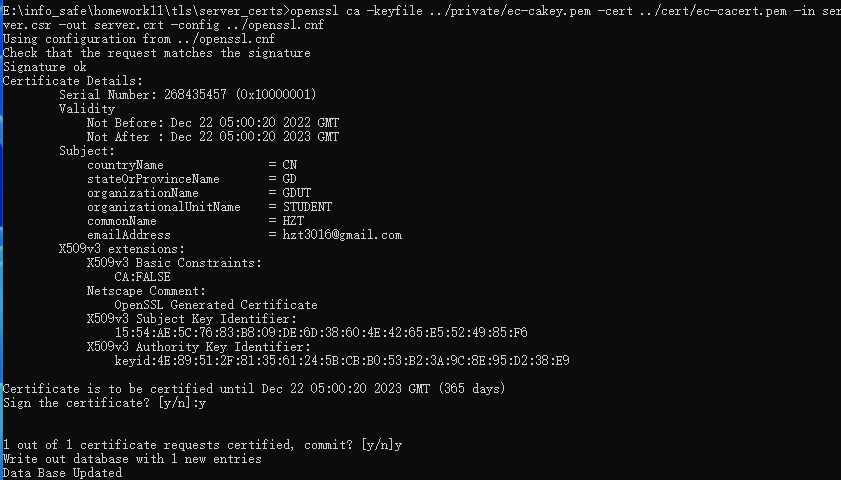 E:\info_safe\homework11\tls\server_certs>openssl ca -keyfile ../private/ec-cakey.pem -cert ../cert/ec-cacert.pem -in ser
ver.csr -out server.crt -config ../openssl.cnf
Using configuration from ../openssl.cnf
Check that the request matches the signature
Signature ok
Certificate Details:
        Serial Number: 268435457 (0x10000001)
        Validity
            Not Before: Dec 22 05:00:20 2022 GMT
            Not After : Dec 22 05:00:20 2023 GMT
        Subject:
            countryName               = CN
            stateOrProvinceName       = GD
            organizationName          = GDUT
            organizationalUnitName    = STUDENT
            commonName                = HZT
            emailAddress              = hzt3016@gmail.com
        X509v3 extensions:
            X509v3 Basic Constraints:
                CA:FALSE
            Netscape Comment:
                OpenSSL Generated Certificate
            X509v3 Subject Key Identifier:
                15:54:AE:5C:76:83:B8:09:DE:6D:38:60:4E:42:65:E5:52:49:85:F6
            X509v3 Authority Key Identifier:
                keyid:4E:89:51:2F:81:35:61:24:5B:CB:B0:53:B2:3A:9C:8E:95:D2:38:E9
Certificate is to be certified until Dec 22 05:00:20 2023 GMT (365 days)
Sign the certificate? [y/n]:y
1 out of 1 certificate requests certified, commit? [y/n]y
Write out database with 1 new entries
Data Base Updated